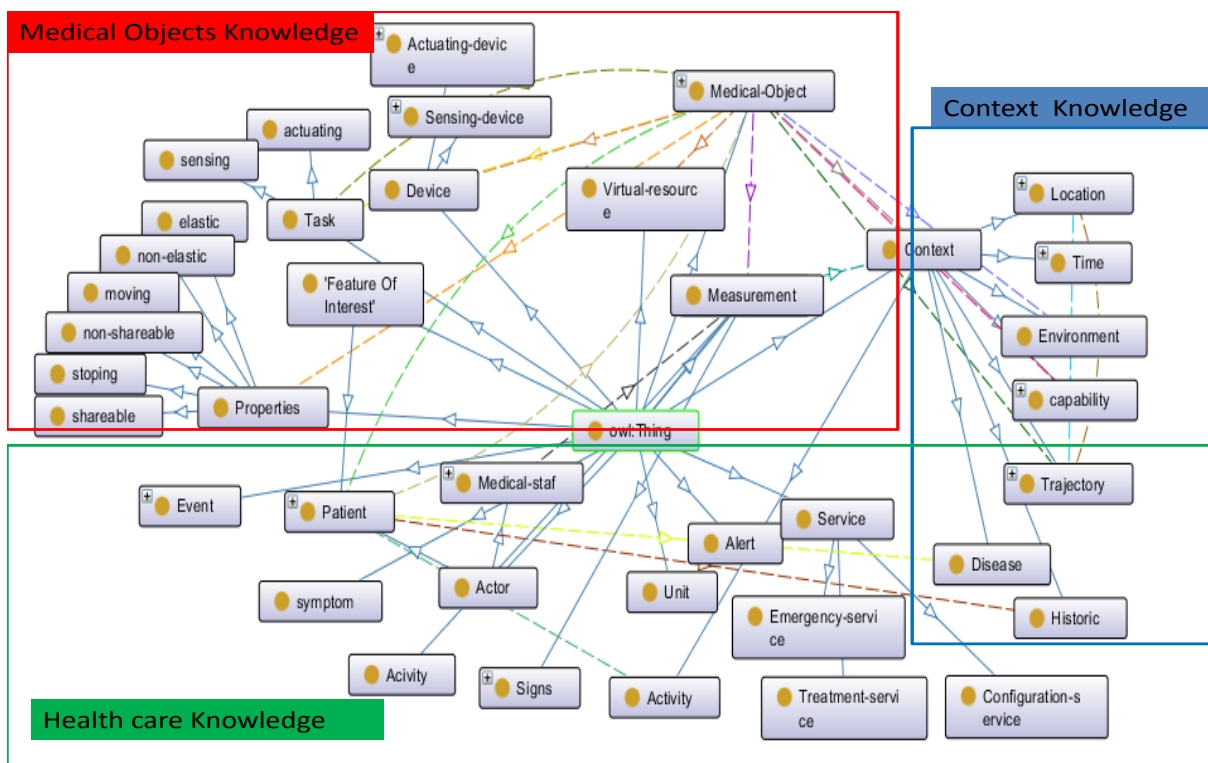 Medical Objects Knowledge
Actuating-devic
e
Medical-Object
Context  Knowledge
Sensing-device
actuating
sensing
Device
Virtual-resourc
e
Location
elastic
Task
non-elastic
Context
Time
'Feature Of
Interest'
moving
Measurement
non-shareable
Environment
stoping
capability
shareable
Properties
owl:Thing
Medical-staf
Trajectory
Event
Patient
Service
Alert
Disease
Actor
Unit
symptom
Emergency-servi
ce
Historic
Acivity
Signs
Activity
Treatment-servi
ce
Configuration-s
ervice
Health care Knowledge